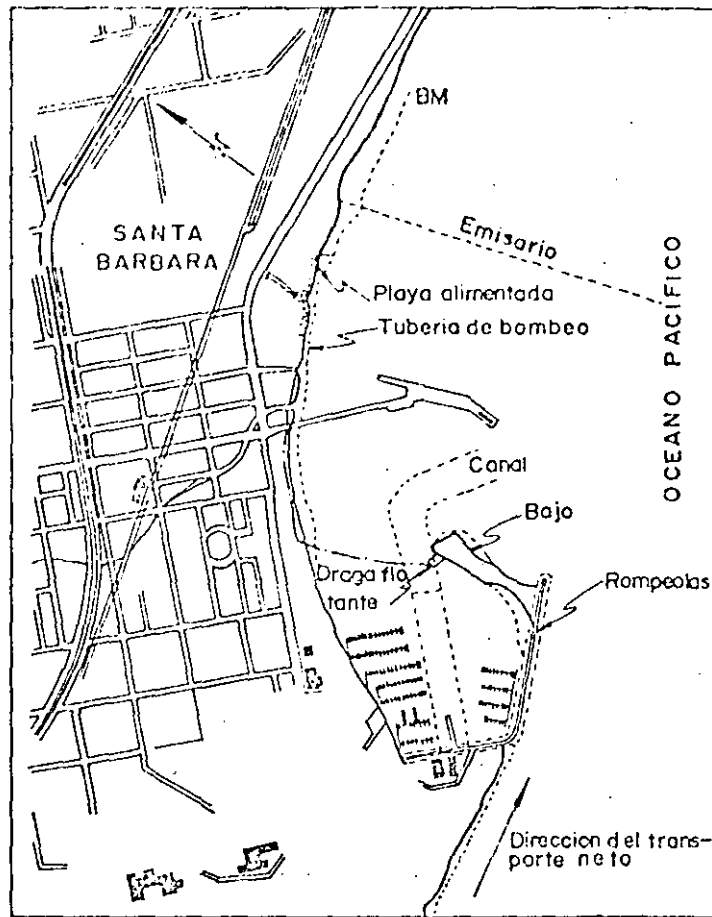 BM
SANTA
BARBARA
Emisario
OCEANO PACIFICO
Playa alimentada
Tuberia de bombeo
Canal
Bajo
Draga flo
tante
Rompeolas
Direccion del trans-
porte neto